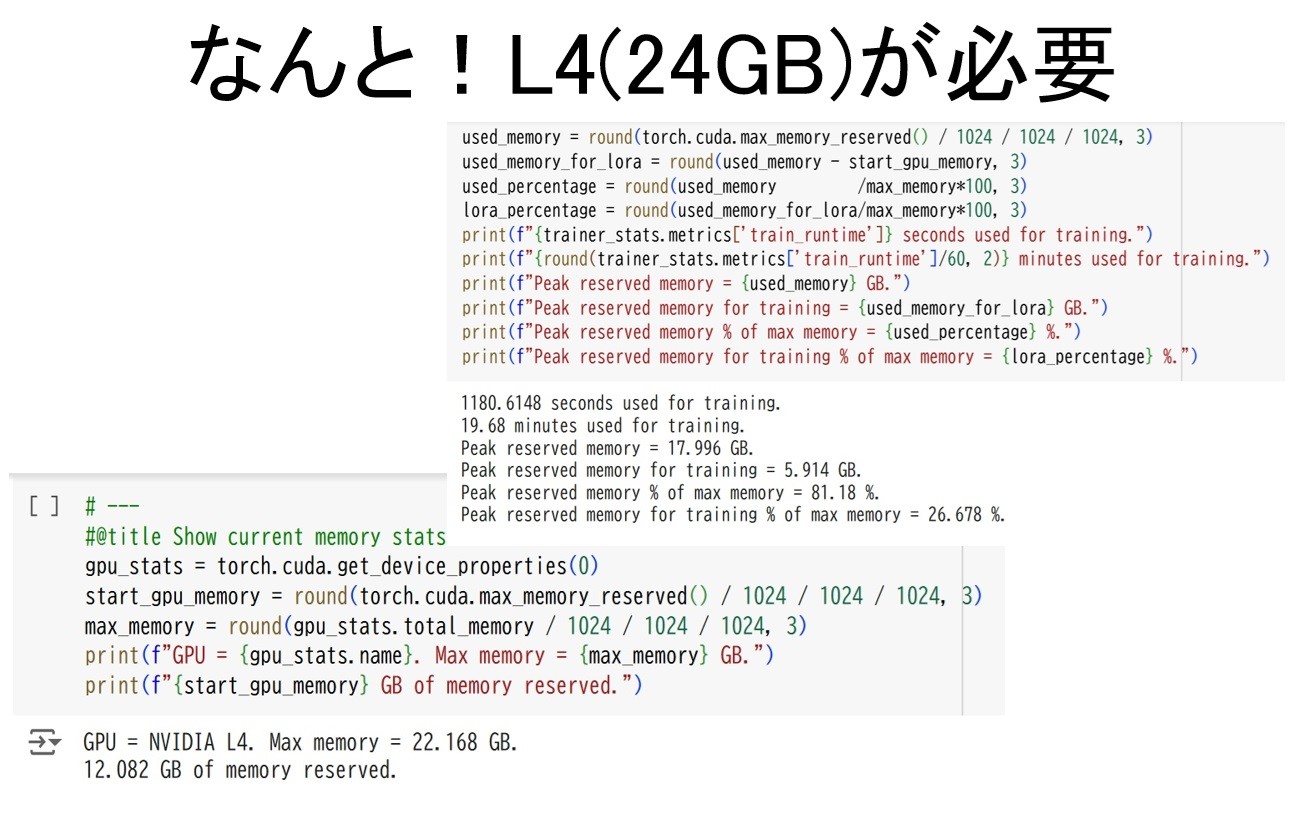 なんと！L4(24GB)が必要
used_memory = round(torch.cuda.max_memory_reserved() / 1024 / 1024 / 1024, 3)
used_memory_for_lora = round(used_memory - start_gpu_memory, 3)
used_percentage = round(used_memory         /max_memory*100, 3)
lora_percentage = round(used_memory_for_lora/max_memory*100, 3)
print(f"{trainer_stats.metrics['train_runtime']} seconds used for training.")
print(f"{round(trainer_stats.metrics['train_runtime']/60, 2)} minutes used for training.")
print(f"Peak reserved memory = {used_memory} GB.")
print(f"Peak reserved memory for training = {used_memory_for_lora} GB.")
print(f"Peak reserved memory % of max memory = {used_percentage} %.")
print(f"Peak reserved memory for training % of max memory = {lora_percentage} %.")
1180.6148 seconds used for training.
19.68 minutes used for training.
Peak reserved memory = 17.996 GB.
Peak reserved memory for training = 5.914 GB.
Peak reserved memory % of max memory = 81.18 %.
Peak reserved memory for training % of max memory = 26.678 %.
[ ] # ---
#@title Show current memory stats
gpu_stats = torch.cuda.get_device_properties(0)
start_gpu_memory = round(torch.cuda.max_memory_reserved() / 1024 / 1024 / 1024, 3)
max_memory = round(gpu_stats.total_memory / 1024 / 1024 / 1024, 3)
print(f"GPU = {gpu_stats.name}. Max memory = {max_memory} GB.")
print(f"{start_gpu_memory} GB of memory reserved.")
GPU = NVIDIA L4. Max memory = 22.168 GB.
12.082 GB of memory reserved.